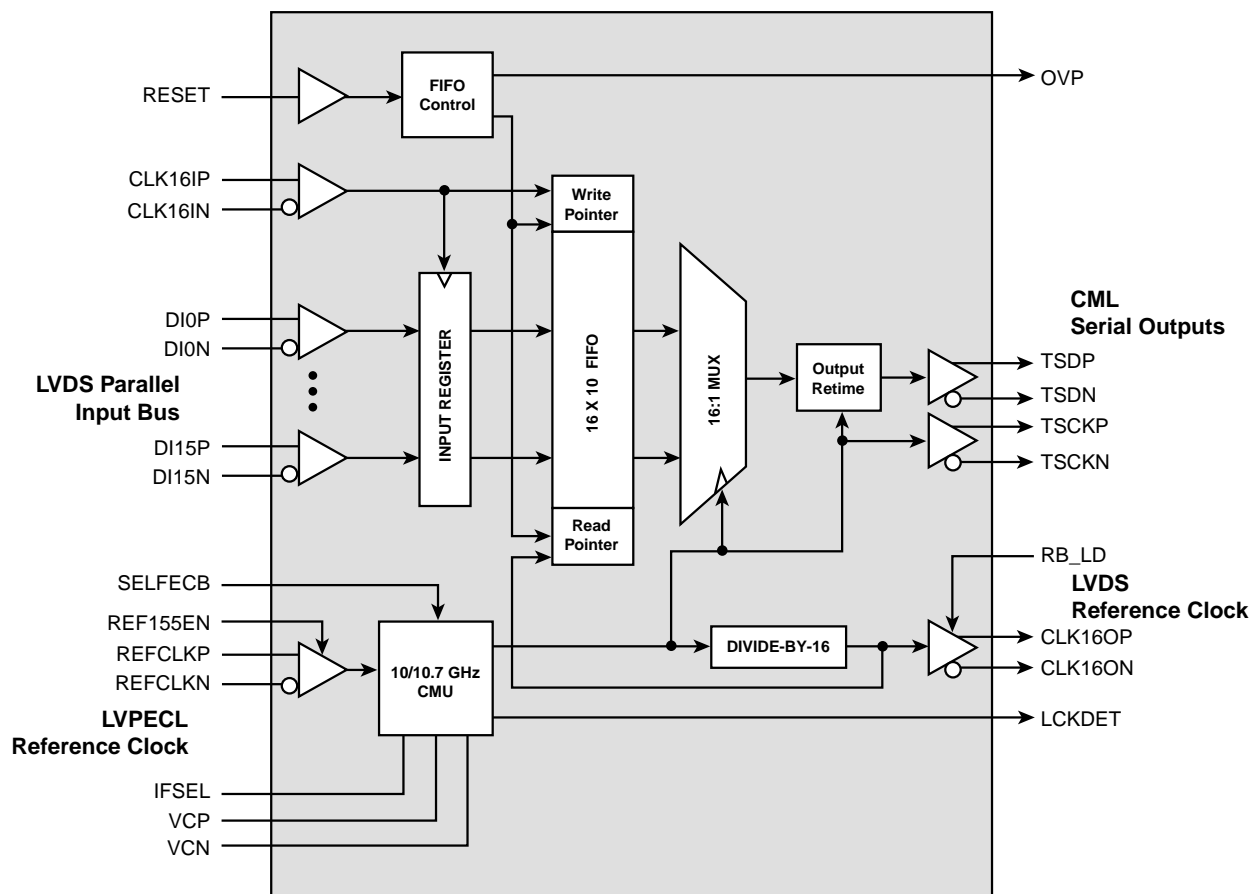 RESET
FIFO
Control
OVP
CLK16IP
CLK16IN
Write
Pointer
DI0P
DI0N
LVDS Parallel
Input Bus
DI15P
DI15N
INPUT REGISTER
16 X 10 FIFO
16:1 MUX
Output
Retime
CML
Serial Outputs
TSDP
TSDN
TSCKP
TSCKN
Read
Pointer
RB_LD
LVDS
Reference Clock
SELFECB
REF155EN
REFCLKP
REFCLKN
LVPECL
Reference Clock
10/10.7 GHz
CMU
DIVIDE-BY-16
CLK16OP
CLK16ON
LCKDET
IFSEL
VCP
VCN